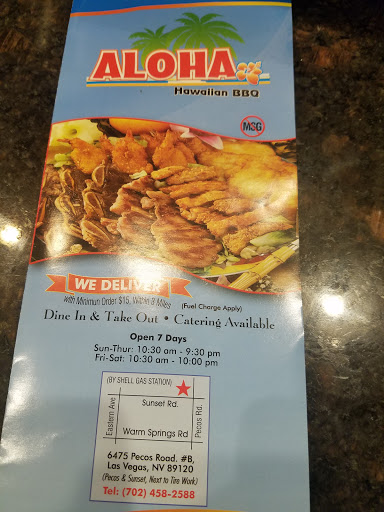 ALOHA
Hawaiian BBQ
MSG
WE DELIVER
with Minimun Order $15, Within 8 Miles
(Fuel Charge Apply)
Dine In & Take Out • Catering Available
Open 7 Days
Sun-Thur: 10:30 am - 9:30 pm
Fri-Sat: 10:30 am - 10:00 pm
(BY SHELL GAS STATION)
Eastern Ave
Sunset Rd.
Pecos Rd.
Warm Springs Rd
6475 Pecos Road. #B,
Las Vegas, NV 89120
(Pecos & Sunset, Next to Tire Work)
Tel: (702) 458-2588